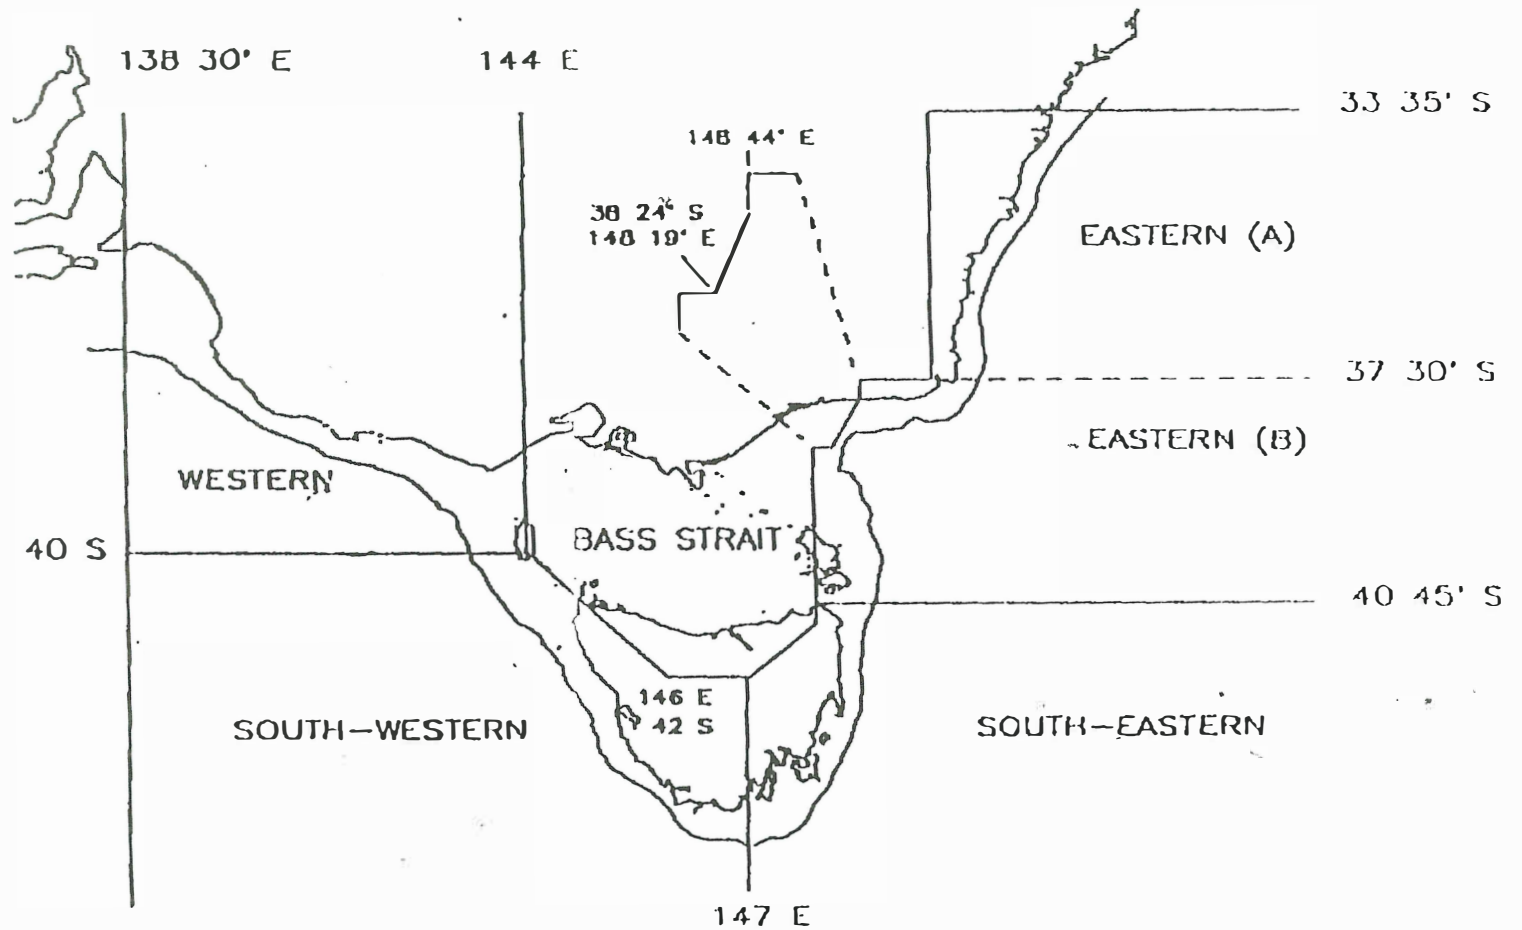 138 30' E
144 E
33 35' S
148 44' E
38 24' S
148 19' E
EASTERN (A)
37 30' S
EASTERN (B)
WESTERN
BASS STRAIT
40 S
40 45' S
146 E
42 S
SOUTH-WESTERN
SOUTH-EASTERN
147 E